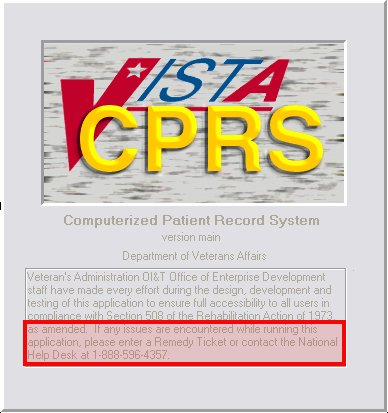 VISTA
CPRS
Computerized Patient Record System
version main
Department of Veterans Affairs
Veteran's Administration OI&T Office of Enterprise Development
staff have made every effort during the design, development and
testing of this application to ensure full accessibility to all users in
compliance with Section 508 of the Rehabilitation Action of 1973,
as amended.  If any issues are encountered while running this
application, please enter a Remedy Ticket or contact the National
Help Desk at 1-888-596-4357.